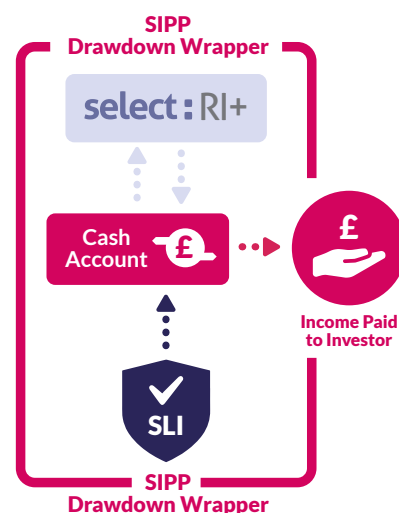 SIPP
Drawdown Wrapper
select: RI+
Cash
Account
£
£
Income Paid
to Investor
SLI
SIPP
Drawdown Wrapper